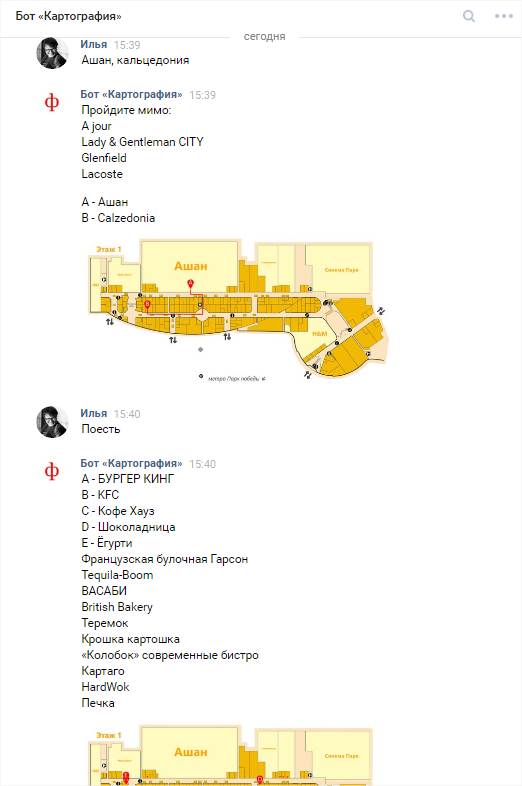 Бот «Картография»
сегодня
Илья 15:39
Ашан, кальцедония
ф
Бот «Картография» 15:39
Пройдите мимо:
A jour
Lady & Gentleman CITY
Glenfield
Lacoste
A - Ашан
B - Calzedonia
Этаж 1
Ашан
Синема Парк
A
B
H&M
метро Парк победы
Илья 15:40
Поесть
ф
Бот «Картография» 15:40
A - БУРГЕР КИНГ
B - KFC
C - Кофе Хауз
D - Шоколадница
E - Ёгурти
Французская булочная Гарсон
Tequila-Boom
ВАСАБИ
British Bakery
Теремок
Крошка картошка
«Колобок» современные бистро
Картаго
HardWok
Печка
Этаж 1
Ашан
Синема Парк